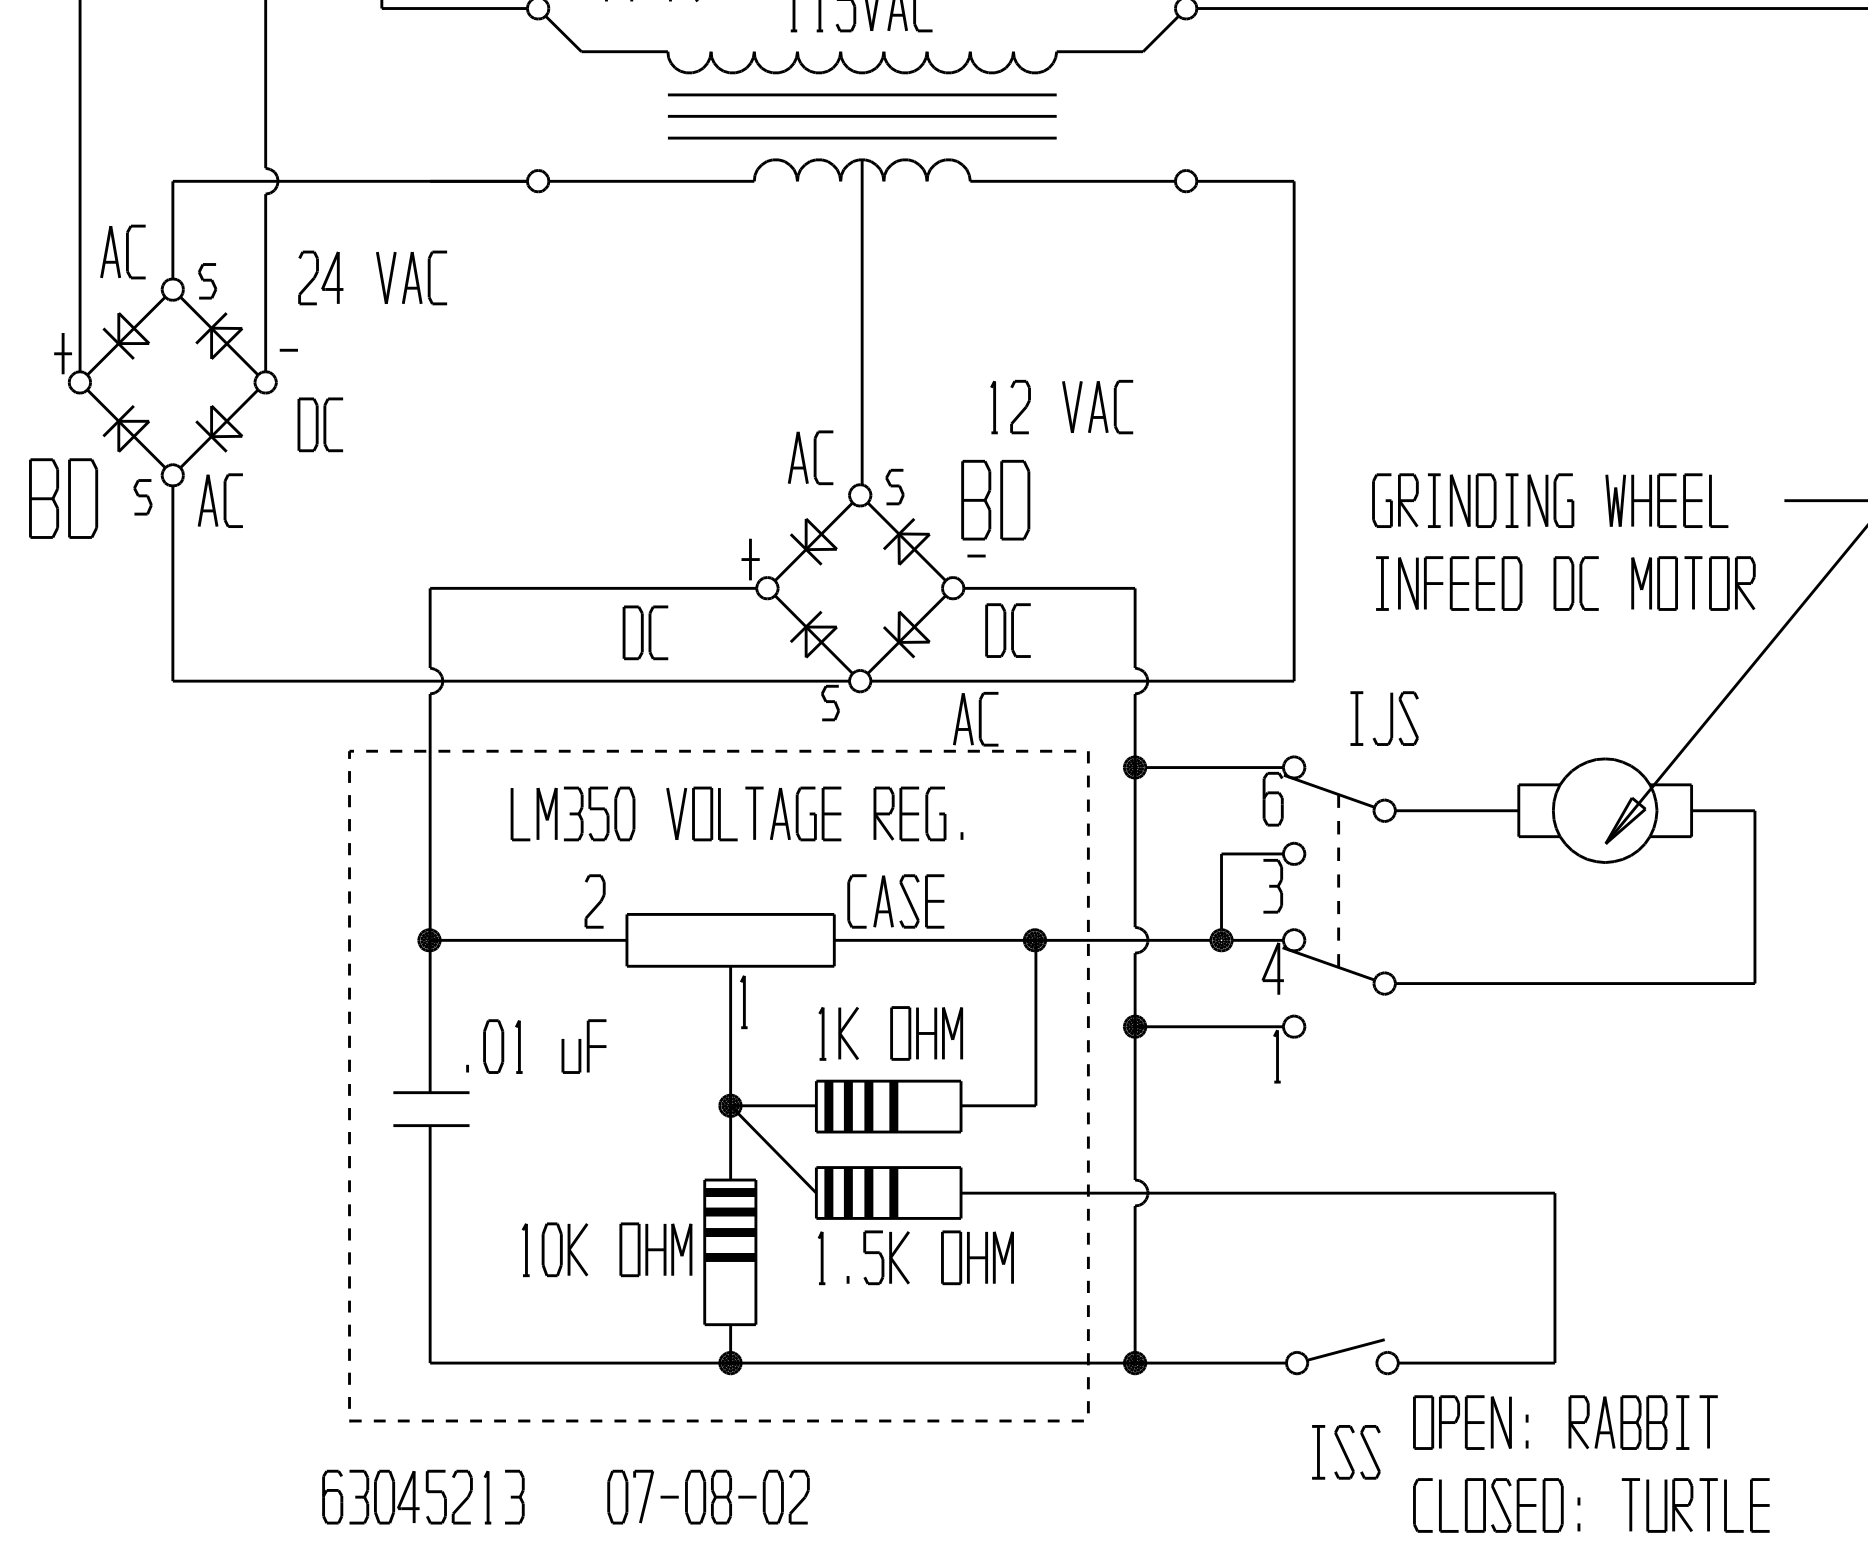 115VAC
AC
S
24 VAC
+
-
DC
BD
S
AC
12 VAC
AC
S
BD
+
-
DC
DC
S
AC
GRINDING WHEEL
INFEED DC MOTOR
IJS
6
3
4
1
LM350 VOLTAGE REG.
2
CASE
1
.01 uF
1K OHM
10K OHM
1.5K OHM
ISS
OPEN: RABBIT
CLOSED: TURTLE
63045213 07-08-02